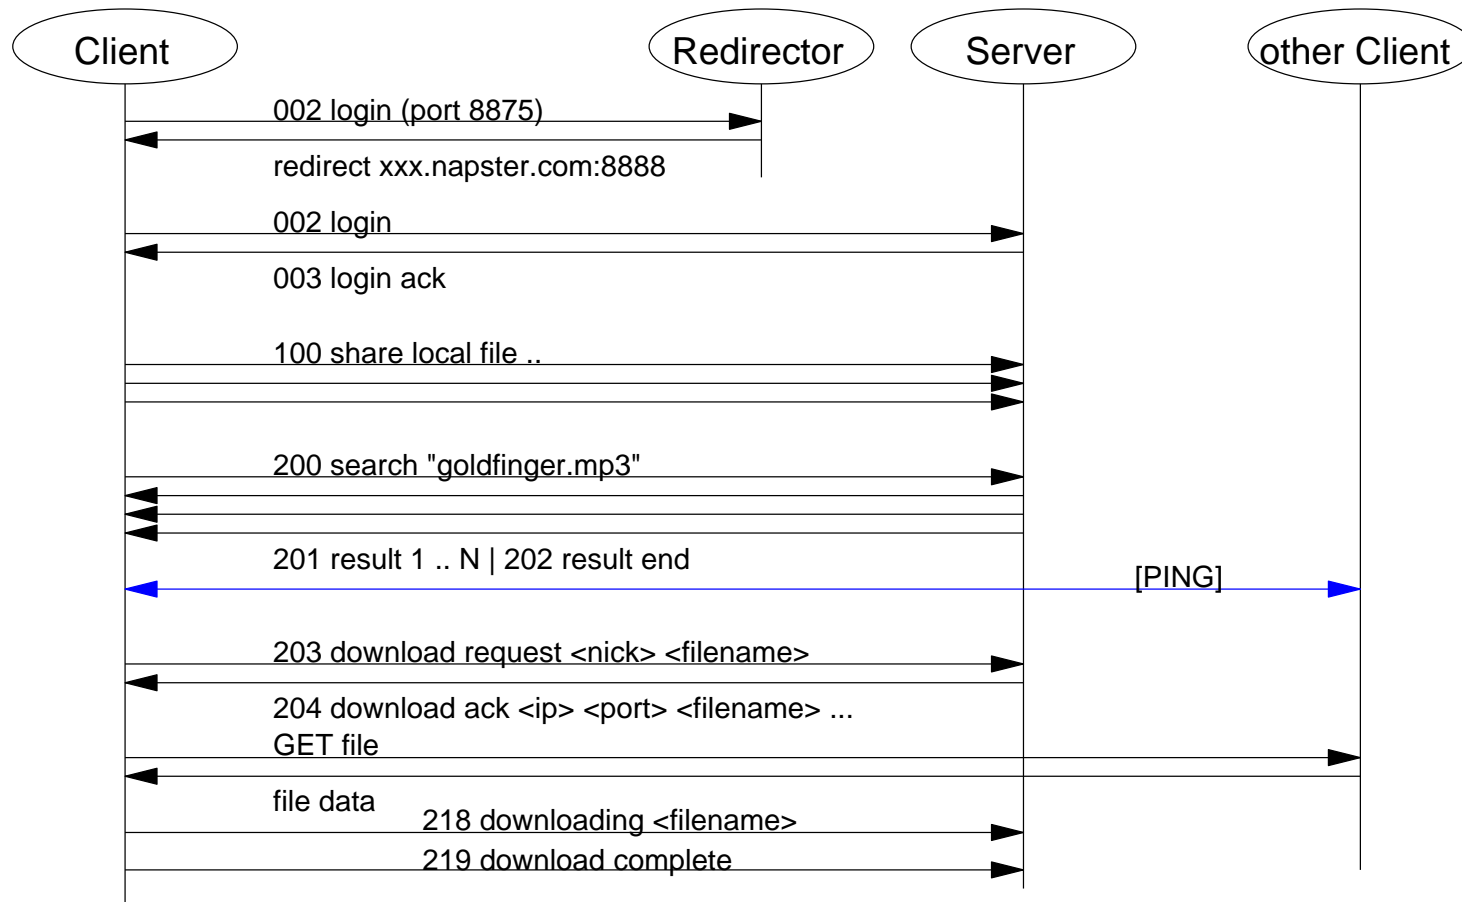 Client
Redirector
Server
other Client
002 login (port 8875)
redirect xxx.napster.com:8888
002 login
003 login ack
100 share local file ..
200 search "goldfinger.mp3"
201 result 1 .. N | 202 result end
[PING]
203 download request <nick> <filename>
204 download ack <ip> <port> <filename> ...
GET file
file data
218 downloading <filename>
219 download complete